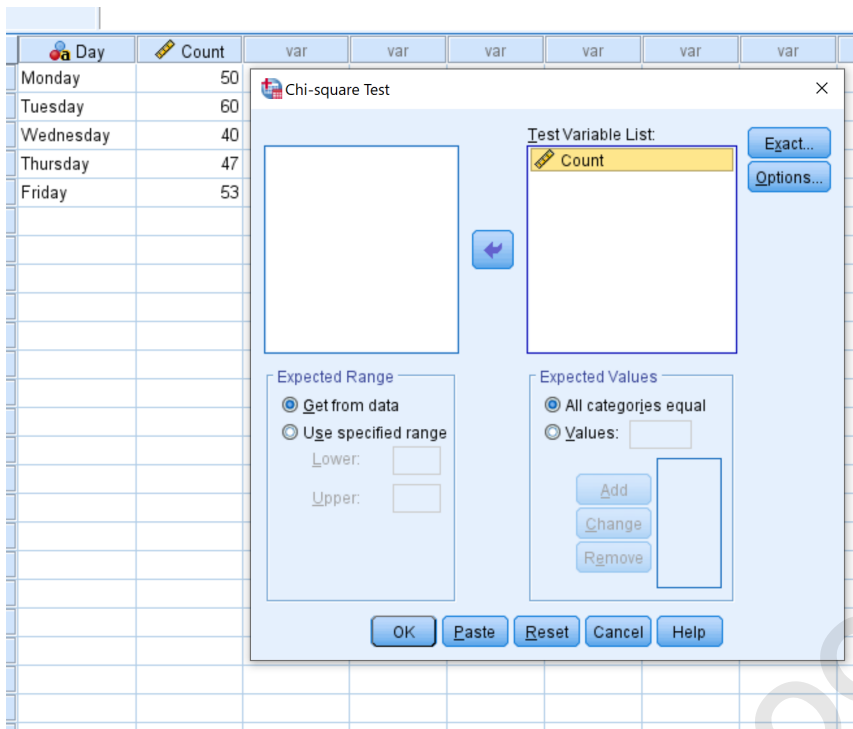 Day Count var var var var var var
Monday 50
Tuesday 60
Wednesday 40
Thursday 47
Friday 53
Chi-square Test
Test Variable List:
Count
Exact...
Options...
Expected Range
Get from data
Use specified range
Lower:
Upper:
Expected Values
All categories equal
Values:
Add
Change
Remove
OK Paste Reset Cancel Help